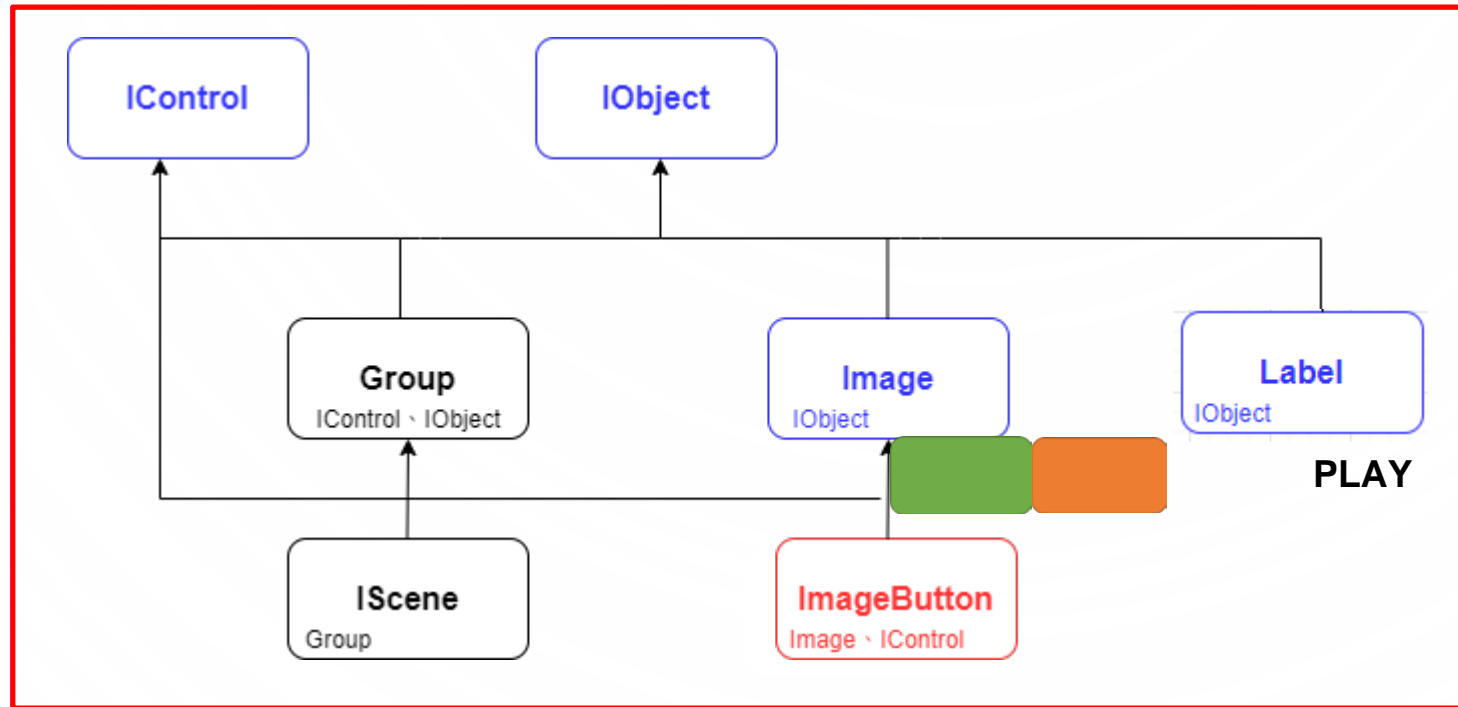 IControl
IObject
Group
IControl、IObject
Image
IObject
Label
IObject
PLAY
IScene
Group
ImageButton
Image、IControl